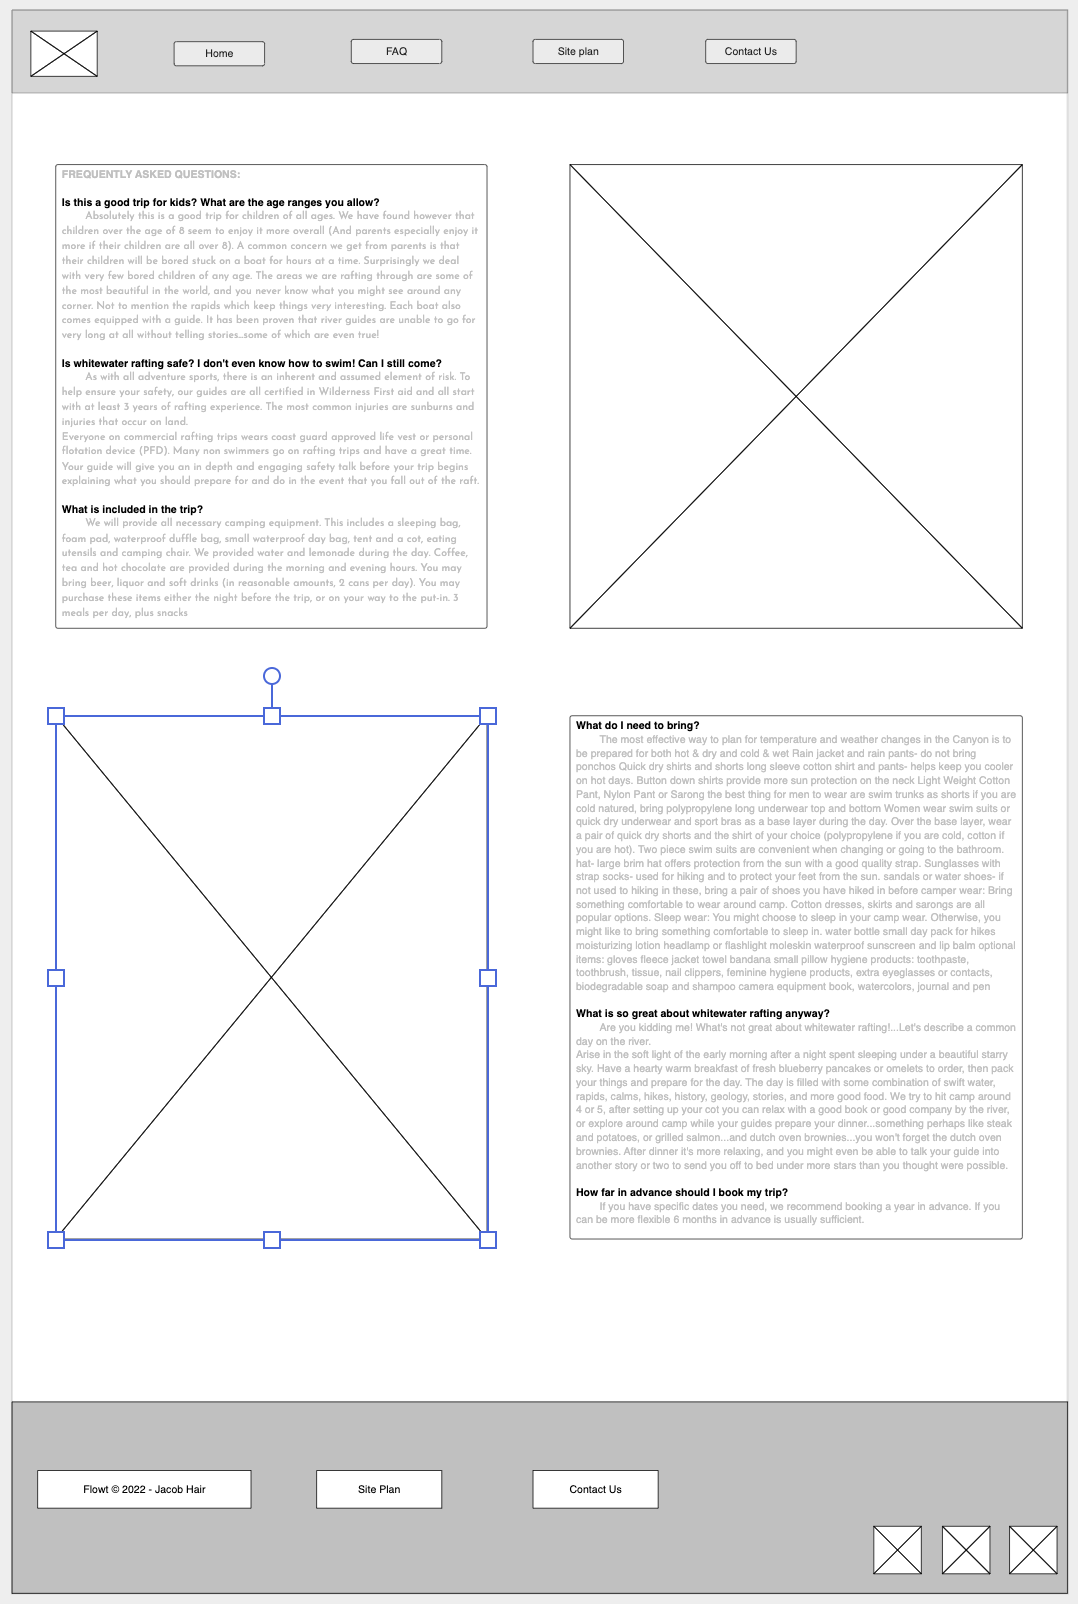 Home
FAQ
Site plan
Contact Us
FREQUENTLY ASKED QUESTIONS:
Is this a good trip for kids? What are the age ranges you allow?
Absolutely this is a good trip for children of all ages. We have found however that
children over the age of 8 seem to enjoy it more overall (And parents especially enjoy it
more if their children are all over 8). A common concern we get from parents is that
their children will be bored stuck on a boat for hours at a time. Surprisingly we deal
with very few bored children of any age. The areas we are rafting through are some of
the most beautiful in the world, and you never know what you might see around any
corner. Not to mention the rapids which keep things very interesting. Each boat also
comes equipped with a guide. It has been proven that river guides are unable to go for
very long at all without telling stories...some of which are even true!
Is whitewater rafting safe? I don't even know how to swim! Can I still come?
As with all adventure sports, there is an inherent and assumed element of risk. To
help ensure your safety, our guides are all certified in Wilderness First aid and all start
with at least 3 years of rafting experience. The most common injuries are sunburns and
injuries that occur on land.
Everyone on commercial rafting trips wears coast guard approved life vest or personal
flotation device (PFD). Many non swimmers go on rafting trips and have a great time.
Your guide will give you an in depth and engaging safety talk before your trip begins
explaining what you should prepare for and do in the event that you fall out of the raft.
What is included in the trip?
We will provide all necessary camping equipment. This includes a sleeping bag,
foam pad, waterproof duffle bag, small waterproof day bag, tent and a cot, eating
utensils and camping chair. We provided water and lemonade during the day. Coffee,
tea and hot chocolate are provided during the morning and evening hours. You may
bring beer, liquor and soft drinks (in reasonable amounts, 2 cans per day). You may
purchase these items either the night before the trip, or on your way to the put-in. 3
meals per day, plus snacks
What do I need to bring?
The most effective way to plan for temperature and weather changes in the Canyon is to
be prepared for both hot & dry and cold & wet Rain jacket and rain pants- do not bring
ponchos Quick dry shirts and shorts long sleeve cotton shirt and pants- helps keep you cooler
on hot days. Button down shirts provide more sun protection on the neck Light Weight Cotton
Pant, Nylon Pant or Sarong the best thing for men to wear are swim trunks as shorts if you are
cold natured, bring polypropylene long underwear top and bottom Women wear swim suits or
quick dry underwear and sport bras as a base layer during the day. Over the base layer, wear
a pair of quick dry shorts and the shirt of your choice (polypropylene if you are cold, cotton if
you are hot). Two piece swim suits are convenient when changing or going to the bathroom.
hat- large brim hat offers protection from the sun with a good quality strap. Sunglasses with
strap socks- used for hiking and to protect your feet from the sun. sandals or water shoes- if
not used to hiking in these, bring a pair of shoes you have hiked in before camper wear: Bring
something comfortable to wear around camp. Cotton dresses, skirts and sarongs are all
popular options. Sleep wear: You might choose to sleep in your camp wear. Otherwise, you
might like to bring something comfortable to sleep in. water bottle small day pack for hikes
moisturizing lotion headlamp or flashlight moleskin waterproof sunscreen and lip balm optional
items: gloves fleece jacket towel bandana small pillow hygiene products: toothpaste,
toothbrush, tissue, nail clippers, feminine hygiene products, extra eyeglass or contacts,
biodegradable soap and shampoo camera equipment book, watercolors, journal and pen
What is so great about whitewater rafting anyway?
Are you kidding me! What's not great about whitewater rafting!...Let's describe a common
day on the river.
Arise in the soft light of the early morning after a night spent sleeping under a beautiful starry
sky. Have a hearty warm breakfast of fresh blueberry pancakes or omelets to order, then pack
your things and prepare for the day. The day is filled with some combination of swift water,
rapids, calms, hikes, history, geology, stories, and more good food. We try to hit camp around
4 or 5, after setting up your cot you can relax with a good book or good company by the river,
or explore around camp while your guides prepare your dinner...something perhaps like steak
and potatoes, or grilled salmon...and dutch oven brownies...you won't forget the dutch oven
brownies. After dinner it's more relaxing, and you might even be able to talk your guide into
another story or two to send you off to bed under more stars than you thought were possible.
How far in advance should I book my trip?
If you have specific dates you need, we recommend booking a year in advance. If you
can be more flexible 6 months in advance is usually sufficient.
Flowt © 2022 - Jacob Hair
Site Plan
Contact Us